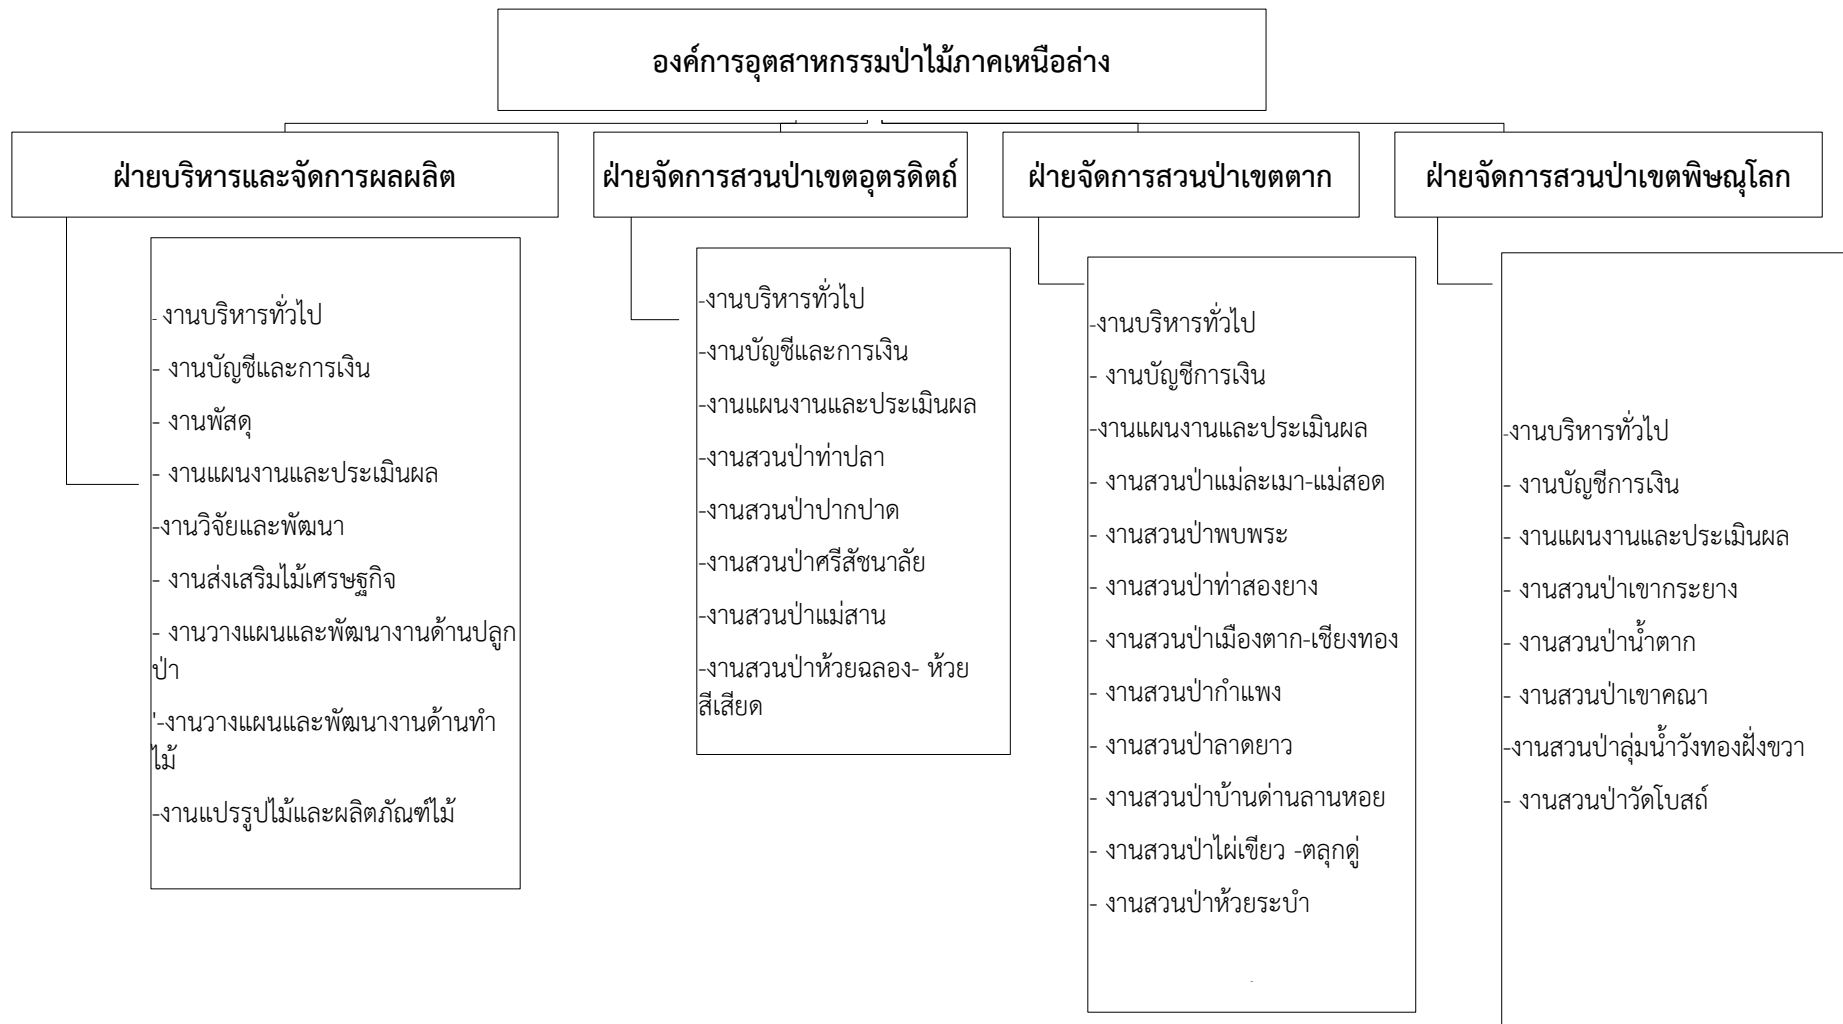 องค์การอุตสาหกรรมป่าไม้ภาคเหนือล่าง
ฝ่ายบริหารและจัดการผลผลิต
- งานบริหารทั่วไป
- งานบัญชีและการเงิน
- งานพัสดุ
- งานแผนงานและประเมินผล
-งานวิจัยและพัฒนา
- งานส่งเสริมไม้เศรษฐกิจ
- งานวางแผนและพัฒนางานด้านปลูก
ป่า
'-งานวางแผนและพัฒนางานด้านทำ
ไม้
-งานแปรรูปไม้และผลิตภัณฑ์ไม้
ฝ่ายจัดการสวนป่าเขตอุตรดิตถ์
-งานบริหารทั่วไป
-งานบัญชีและการเงิน
-งานแผนงานและประเมินผล
-งานสวนป่าท่าปลา
-งานสวนป่าปากปาด
-งานสวนป่าศรีสัชนาลัย
-งานสวนป่าแม่สาน
-งานสวนป่าห้วยฉลอง- ห้วย
สีเสียด
ฝ่ายจัดการสวนป่าเขตตาก
-งานบริหารทั่วไป
- งานบัญชีการเงิน
-งานแผนงานและประเมินผล
- งานสวนป่าแม่ละเมา-แม่สอด
- งานสวนป่าพบพระ
- งานสวนป่าท่าสองยาง
- งานสวนป่าเมืองตาก-เชียงทอง
- งานสวนป่ากำแพง
- งานสวนป่าลาดยาว
- งานสวนป่าบ้านด่านลานหอย
- งานสวนป่าไผ่เขียว -ตลุกดู่
- งานสวนป่าห้วยระบำ
ฝ่ายจัดการสวนป่าเขตพิษณุโลก
-งานบริหารทั่วไป
- งานบัญชีการเงิน
- งานแผนงานและประเมินผล
- งานสวนป่าเขากระยาง
- งานสวนป่าน้ำตาก
- งานสวนป่าเขาคณา
-งานสวนป่าลุ่มน้ำวังทองฝั่งขวา
- งานสวนป่าวัดโบสถ์